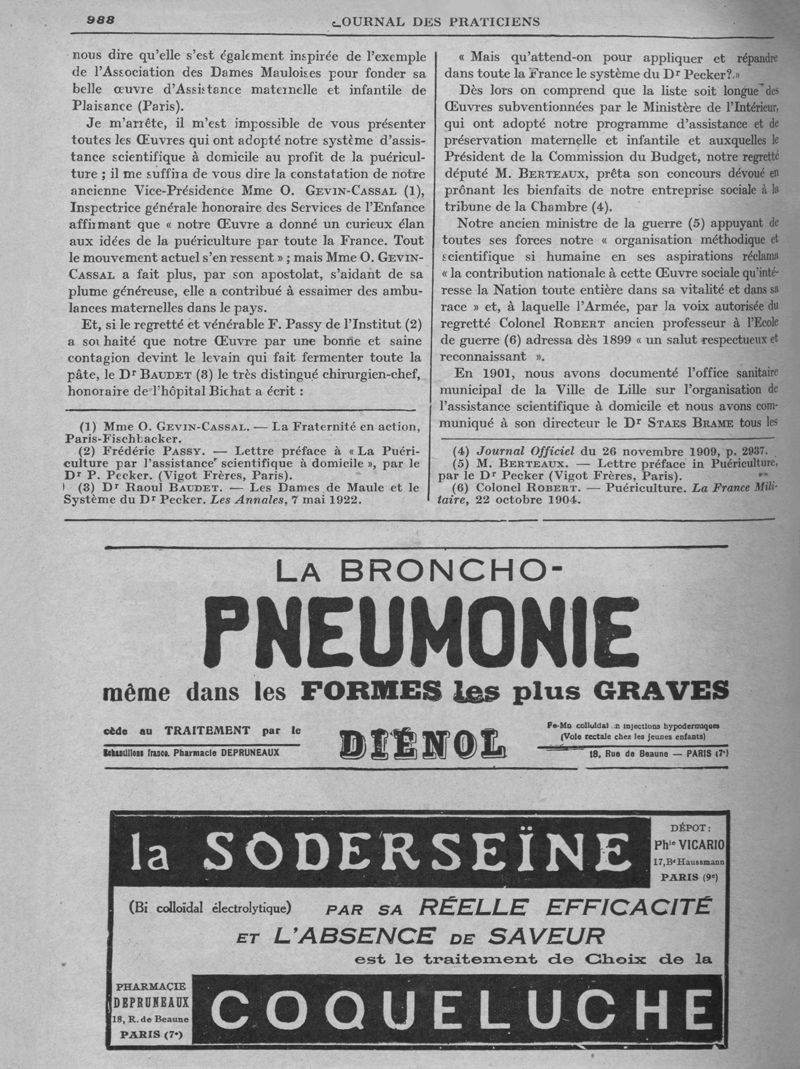 988
JOURNAL DES PRATICIENS
nous dire qu'elle s'est également inspirée de l'exemple
de l'Association des Dames Mauloises pour fonder sa
belle œuvre d'Assistance maternelle et infantile de
Plaisance (Paris).
Je m'arrête, il m'est impossible de vous présenter
toutes les Œuvres qui ont adopté notre système d'assis-
tance scientifique à domicile au profit de la puéricul-
ture ; il me suffira de vous dire la constatation de notre
ancienne Vice-Présidence Mme O. GEVIN-CASSAL (1),
Inspectrice générale honoraire des Services de l'Enfance
affirmant que « notre Œuvre a donné un curieux élan
aux idées de la puériculture par toute la France. Tout
le mouvement actuel s'en ressent » ; mais Mme O. GEVIN-
CASSAL a fait plus, par son apostolat, s'aidant de sa
plume généreuse, elle a contribué à essaimer des ambu-
lances maternelles dans le pays.
Et, si le regretté et vénérable F. Passy de l'Institut (2)
a souhaité que notre Œuvre par une bonne et saine
contagion devint le levain qui fait fermenter toute la
pâte, le Dr BAUDET (3) le très distingué chirurgien-chef,
honoraire de l'hôpital Bichat a écrit :
(1) Mme O. GEVIN-CASSAL. — La Fraternité en action,
Paris-Fischbacker.
(2) Frédéric PASSY. — Lettre préface à « La Puéri-
culture par l'assistance scientifique à domicile », par le
Dr P. Pecker. (Vigot Frères, Paris).
(3) Dr Raoul BAUDET. — Les Dames de Maule et le
Système du Dr Pecker. Les Annales, 7 mai 1922.
« Mais qu'attend-on pour appliquer et répandre
dans toute la France le système du Dr Pecker? »
Dès lors on comprend que la liste soit longue des
Œuvres subventionnées par le Ministère de l'Intérieur,
qui ont adopté notre programme d'assistance et de
préservation maternelle et infantile et auxquelles le
Président de la Commission du Budget, notre regretté
député M. BERTEAUX, prêta son concours dévoué en
prônant les bienfaits de notre entreprise sociale à la
tribune de la Chambre (4).
Notre ancien ministre de la guerre (5) appuyant de
toutes ses forces notre « organisation méthodique et
scientifique si humaine en ses aspirations réclama
« la contribution nationale à cette Œuvre sociale qu'inté-
resse la Nation toute entière dans sa vitalité et dans sa
race » et, à laquelle l'Armée, par la voix autorisée du
regretté Colonel ROBERT ancien professeur à l'Ecole
de guerre (6) adressa dès 1899 « un salut respectueux et
reconnaissant ».
En 1901, nous avons documenté l'office sanitaire
municipal de la Ville de Lille sur l'organisation de
l'assistance scientifique à domicile et nous avons com-
muniqué à son directeur le Dr STAES BRAME tous les
(4) Journal Officiel du 26 novembre 1909, p. 2937.
(5) M. BERTEAUX. — Lettre préface in Puériculture,
par le Dr Pecker (Vigot Frères, Paris).
(6) Colonel ROBERT. — Puériculture. La France Mili-
taire, 22 octobre 1904.
LA BRONCHO-
PNEUMONIE
même dans les FORMES les plus GRAVES
cède au TRAITEMENT par le
Echantillons franco. Pharmacie DEPRUNEAUX
DIÉNOL
Fe-Mn colloïdal en injections hypodermiques
(Voie rectale chez les jeunes enfants)
18, Rue de Beaune — PARIS (7e)
la SODERSEÏNE
DÉPOT :
Phie VICARIO
17, Bd Haussmann
PARIS (9e)
(Bi colloïdal électrolytique) PAR SA RÉELLE EFFICACITÉ
ET L'ABSENCE DE SAVEUR
est le traitement de Choix de la
PHARMACIE
DEPRUNEAUX
18, R. de Beaune
PARIS (7e)
COQUELUCHE